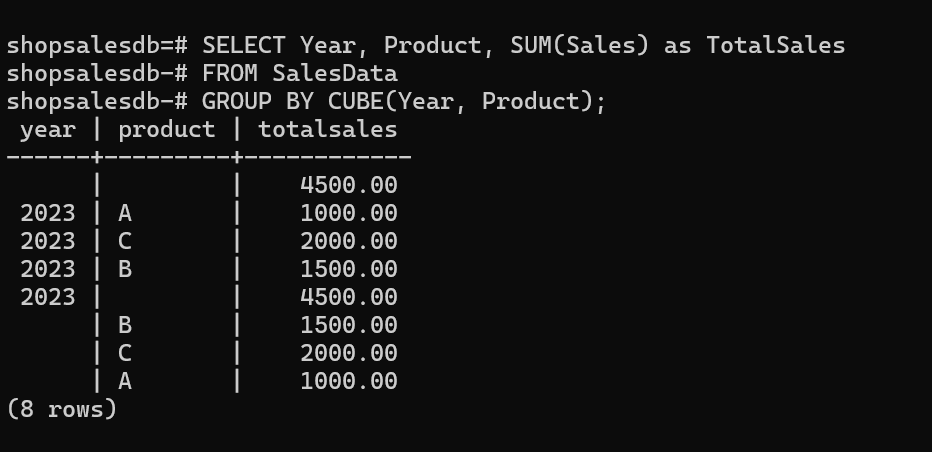 shopsalesdb=# SELECT Year, Product, SUM(Sales) as TotalSales
shopsalesdb-# FROM SalesData
shopsalesdb-# GROUP BY CUBE(Year, Product);
 year | product | totalsales
------+---------+------------
      |         |    4500.00
 2023 | A       |    1000.00
 2023 | C       |    2000.00
 2023 | B       |    1500.00
 2023 |         |    4500.00
      | B       |    1500.00
      | C       |    2000.00
      | A       |    1000.00
(8 rows)